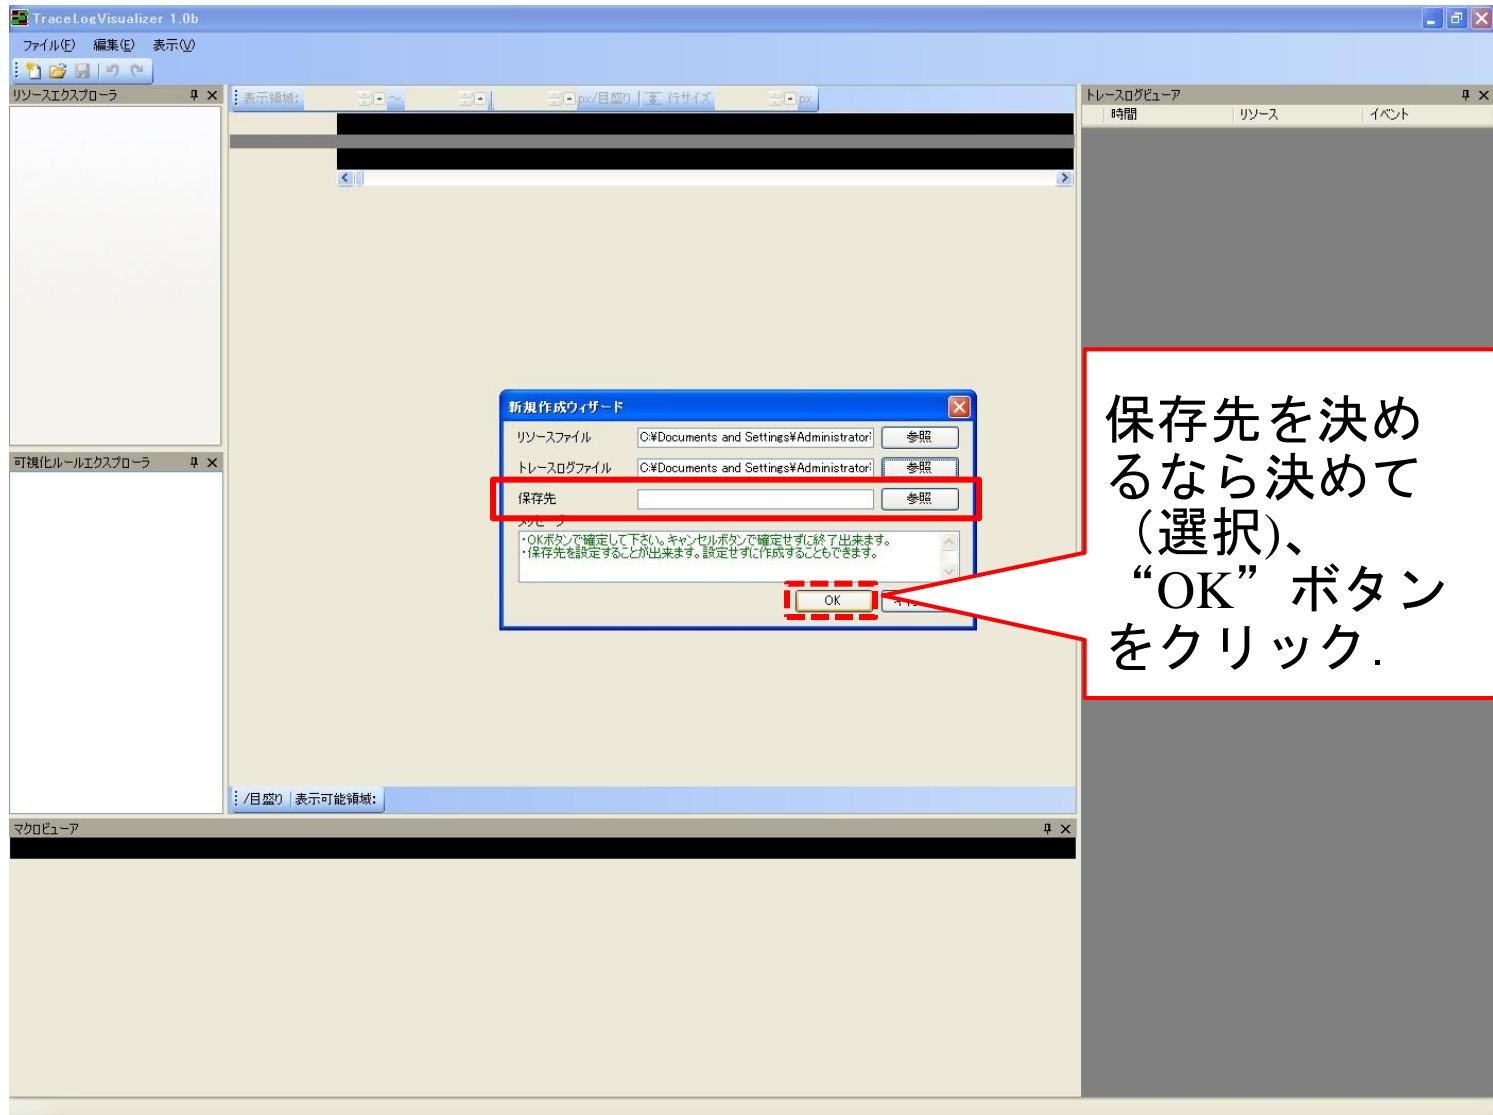 TraceLogVisualizer 1.0b
ファイル(F) 編集(E) 表示(V)
リソースエクスプローラ
表示領域: ～ px/目盛り 行サイズ px
トレースログビューア
時間 リソース イベント
新規作成ウィザード
リソースファイル C:¥Documents and Settings¥Administrator 参照
トレースログファイル C:¥Documents and Settings¥Administrator 参照
保存先 参照
メッセージ
・OKボタンで確定して下さい。キャンセルボタンで確定せずに終了出来ます。
・保存先を設定することが出来ます。設定せずに作成することもできます。
OK
保存先を決め
るなら決めて
（選択)、
“OK”ボタン
をクリック.
可視化ルールエクスプローラ
/目盛り 表示可能領域:
マクロビューア